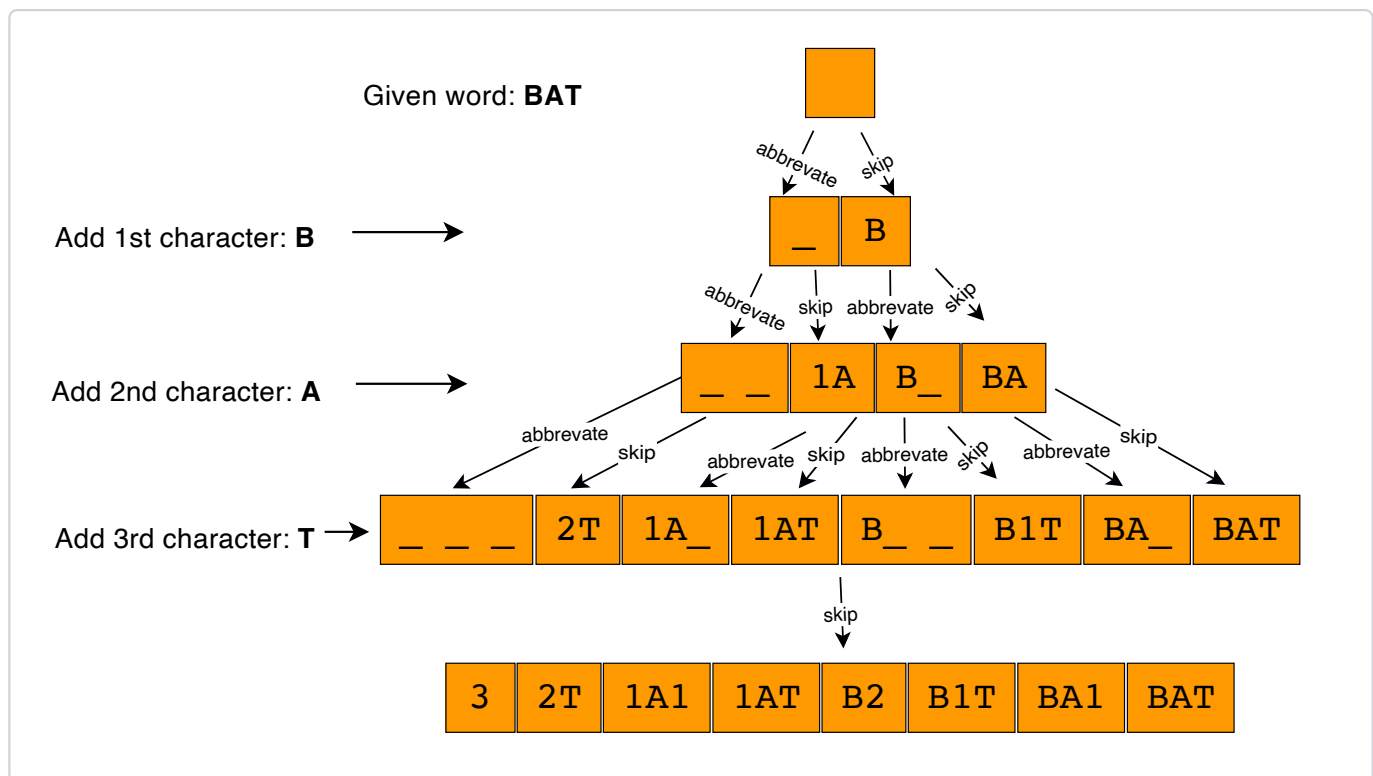 Given word: BAT
abbrevate skip
Add 1st character: B
_ B
abbrevate skip abbrevate skip
Add 2nd character: A
_ _ 1A B_ BA
abbrevate skip abbrevate skip abbrevate skip abbrevate skip
Add 3rd character: T
_ _ _ 2T 1A_ 1AT B_ _ B1T BA_ BAT
skip
3 2T 1A1 1AT B2 B1T BA1 BAT